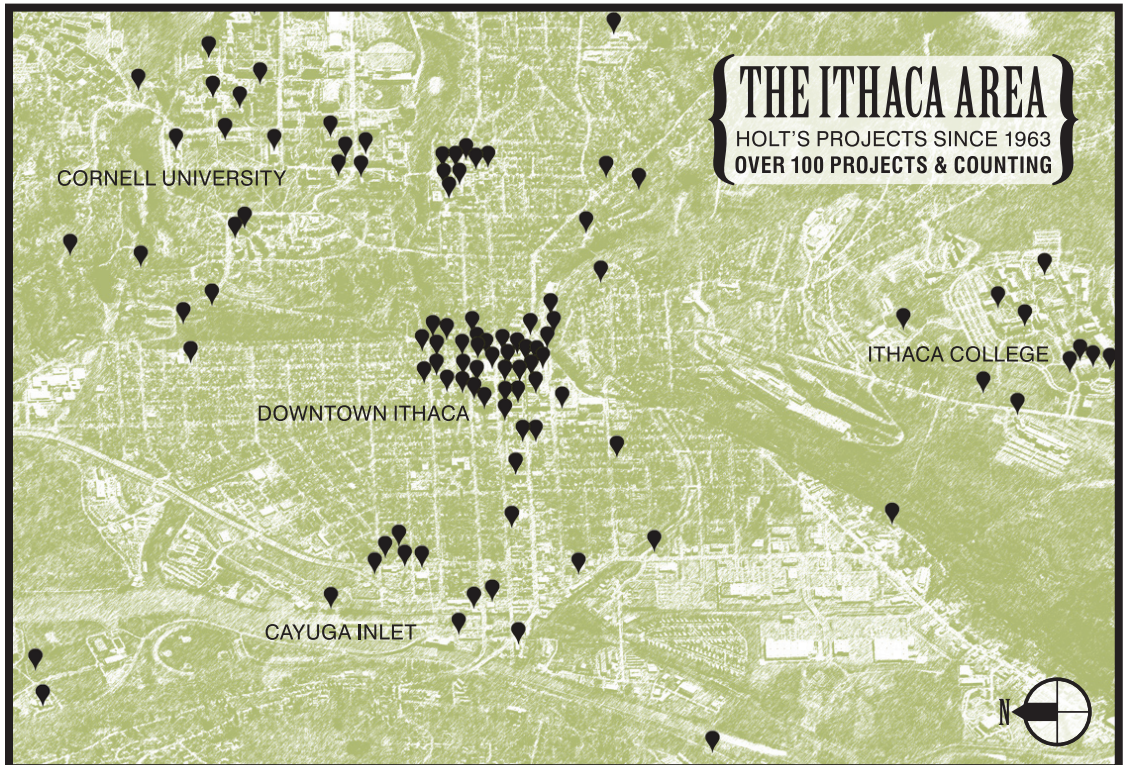 THE ITHACA AREA
HOLT'S PROJECTS SINCE 1963
OVER 100 PROJECTS & COUNTING
CORNELL UNIVERSITY
ITHACA COLLEGE
DOWNTOWN ITHACA
CAYUGA INLET
N